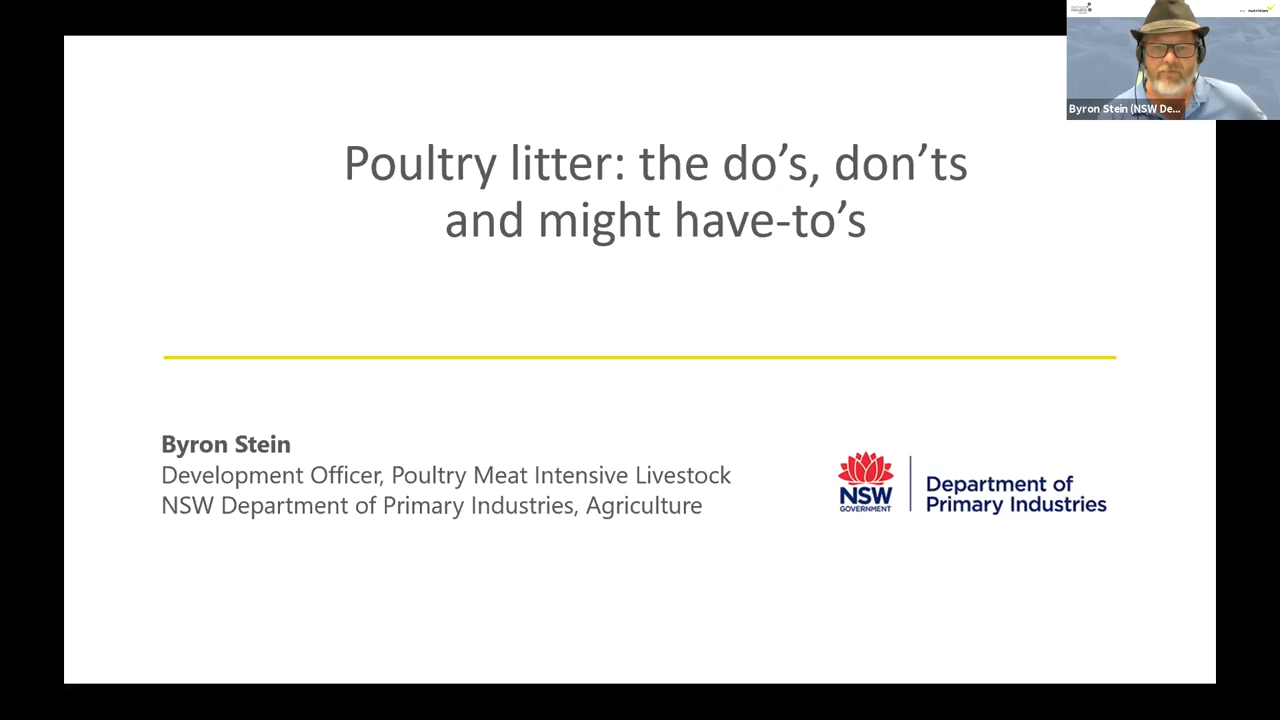 Byron Stein (NSW De...
Poultry litter: the do’s, don’ts
and might have-to’s
Byron Stein
Development Officer, Poultry Meat Intensive Livestock
NSW Department of Primary Industries, Agriculture
NSW
GOVERNMENT
Department of
Primary Industries